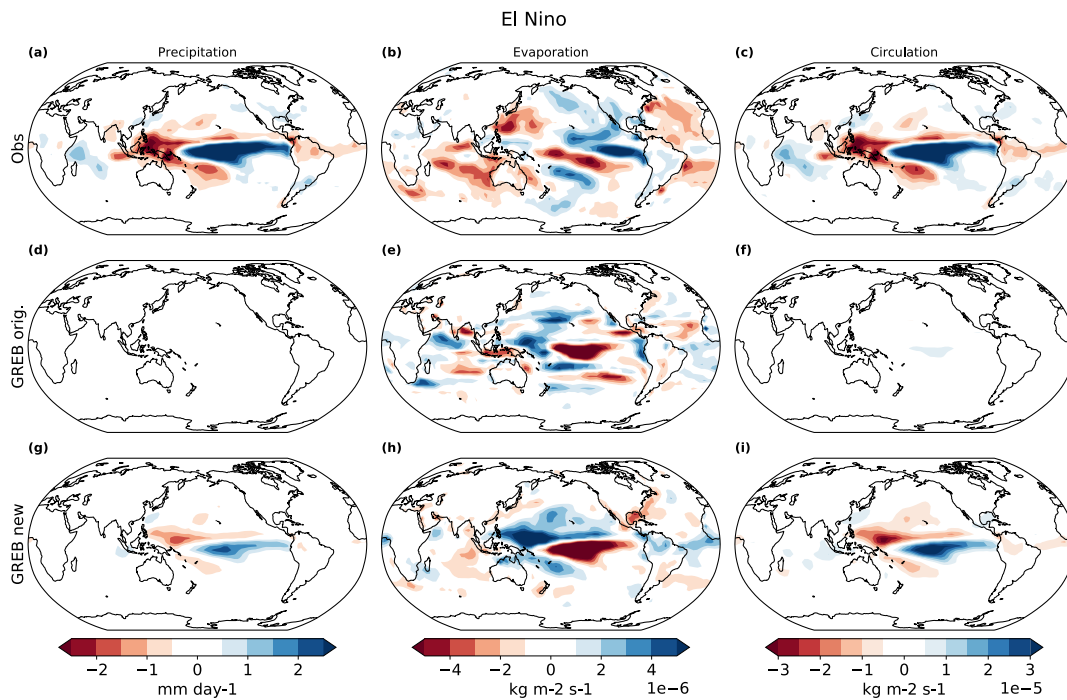 El Nino
(a) Precipitation (b) Evaporation (c) Circulation
Obs
(d) (e) (f)
GREB orig.
(g) (h) (i)
GREB new
−2 −1 0 1 2 −4 −2 0 2 4 −3 −2 −1 0 1 2 3
mm day-1 kg m-2 s-1 1e−6 kg m-2 s-1 1e−5